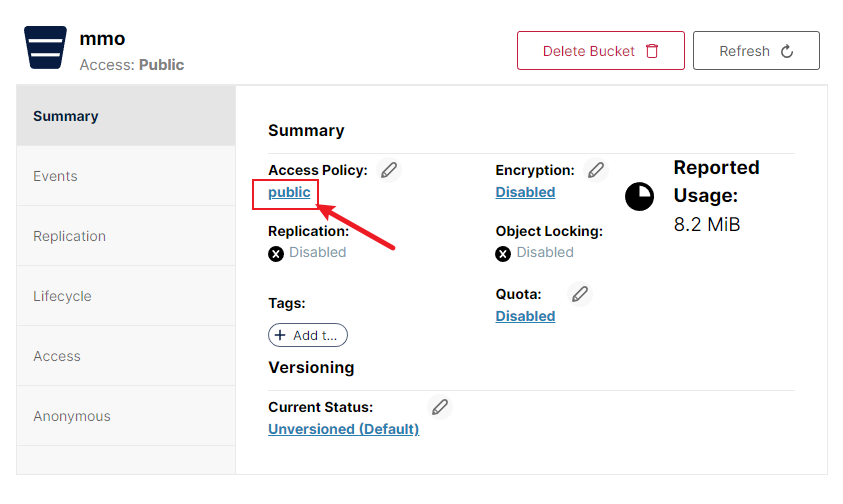 mmo
Access: Public
Delete Bucket
Refresh
Summary
Events
Replication
Lifecycle
Access
Anonymous
Summary
Access Policy:
public
Encryption:
Disabled
Reported
Usage:
8.2 MiB
Replication:
Disabled
Object Locking:
Disabled
Tags:
+ Add t...
Quota:
Disabled
Versioning
Current Status:
Unversioned (Default)